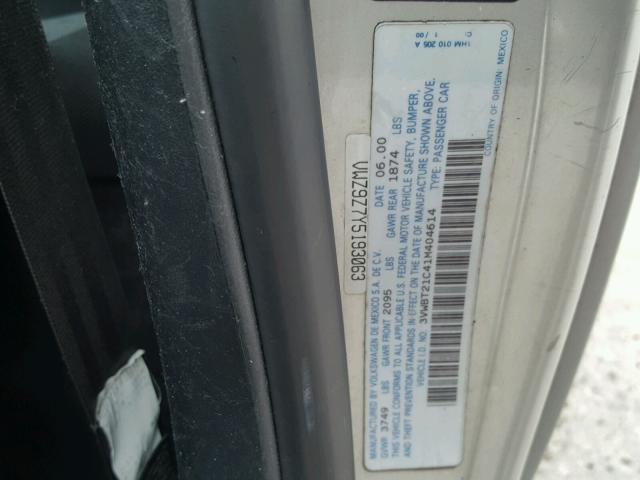 VWZ9Z7Y5193063
MANUFACTURED BY VOLKSWAGEN DE MEXICO S.A. DE C.V. DATE 06.00
GVWR 3749 LBS GAWR FRONT 2095 LBS GAWR REAR 1874 LBS
THIS VEHICLE CONFORMS TO ALL APPLICABLE U.S. FEDERAL MOTOR VEHICLE SAFETY, BUMPER,
AND THEFT PREVENTION STANDARDS IN EFFECT ON THE DATE OF MANUFACTURE SHOWN ABOVE.
VEHICLE I.D. NO. 3VWBT21C41M404614 TYPE: PASSENGER CAR
COUNTRY OF ORIGIN: MEXICO
1HM 010 205 A
D 1 / 00